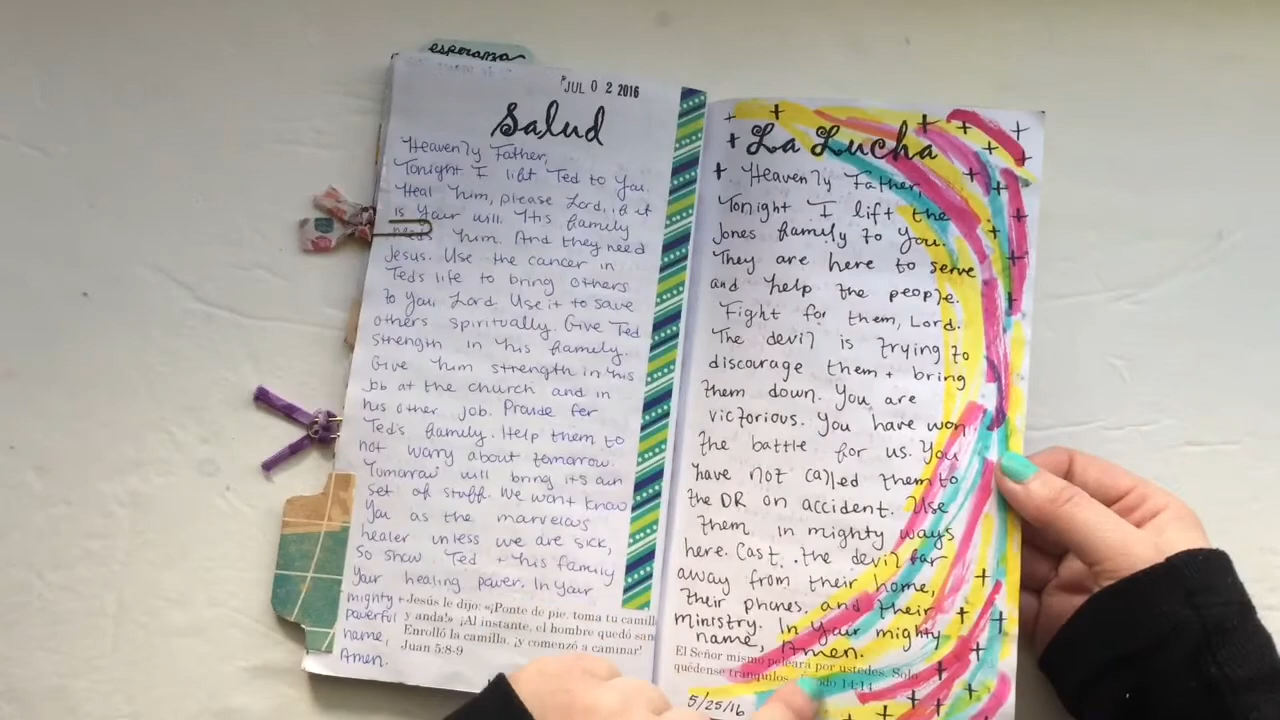 esperanza
JUL 0 2 2016
Salud
Heavenly Father,
Tonight I lift Ted to You.
Heal him, please Lord, if it
is Your will. His family
needs him. And they need
Jesus. Use the cancer in
Ted's life to bring others
to You Lord. Use it to save
others spiritually. Give Ted
strength in his family.
Give him strength in his
job at the church and in
his other job. Provide for
Ted's family. Help them to
not worry about tomorrow.
Tomorrow will bring its own
set of stuff. We won't know
You as the marvelous
healer unless we are sick,
so show Ted + his family
Your healing power. In Your
mighty +
powerful
name,
Amen.
Jesús le dijo: «¡Ponte de pie, toma tu camill
y anda!» ¡Al instante, el hombre quedó san
Enrolló la camilla, ¡y comenzó a caminar!
Juan 5:8-9
La Lucha
Heavenly Father,
Tonight I lift the
Jones family to You.
They are here to serve
and help the people.
Fight for them, Lord.
The devil is trying to
discourage them + bring
them down. You are
victorious. You have won
the battle for us. You
have not called them to
the DR on accident. Use
them in mighty ways
here. Cast the devil far
away from their home,
their phones, and their
ministry. In Your mighty
name, Amen.
El Señor mismo peleará por ustedes. Solo
quédense tranquilos 14:14
5/25/16